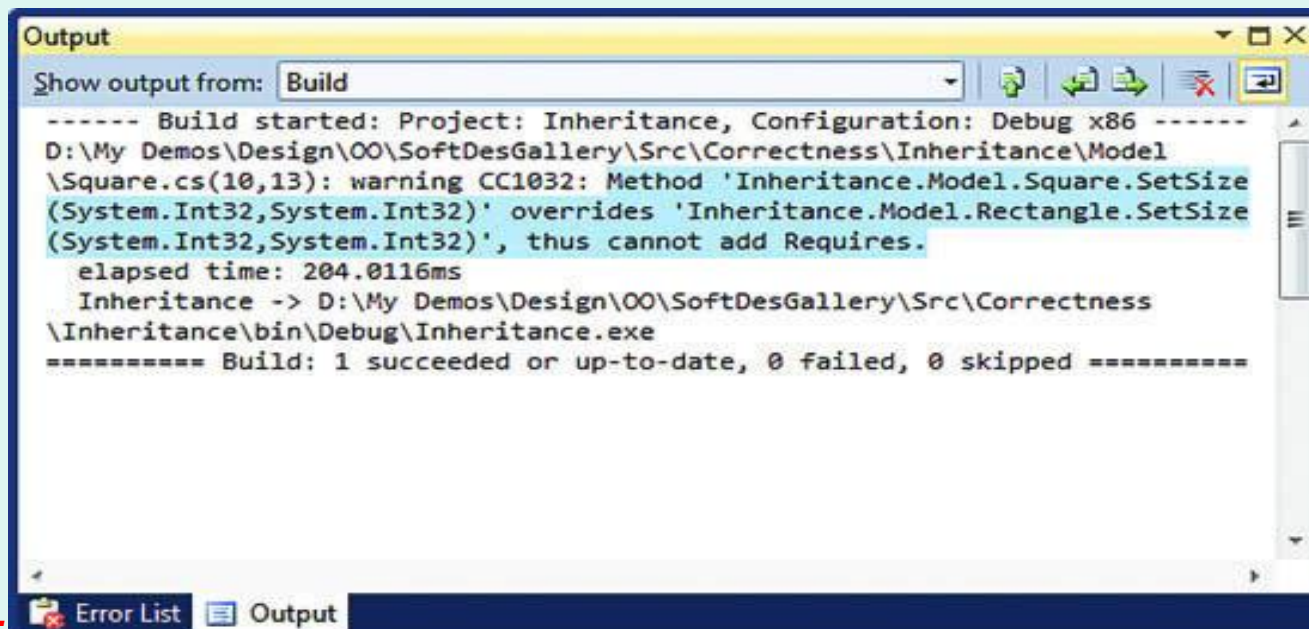 Output
Show output from: Build
------ Build started: Project: Inheritance, Configuration: Debug x86 ------
D:\My Demos\Design\OO\SoftDesGallery\Src\Correctness\Inheritance\Model
\Square.cs(10,13): warning CC1032: Method 'Inheritance.Model.Square.SetSize
(System.Int32,System.Int32)' overrides 'Inheritance.Model.Rectangle.SetSize
(System.Int32,System.Int32)', thus cannot add Requires.
elapsed time: 204.0116ms
Inheritance -> D:\My Demos\Design\OO\SoftDesGallery\Src\Correctness
\Inheritance\bin\Debug\Inheritance.exe
========== Build: 1 succeeded or up-to-date, 0 failed, 0 skipped ==========
Error List Output